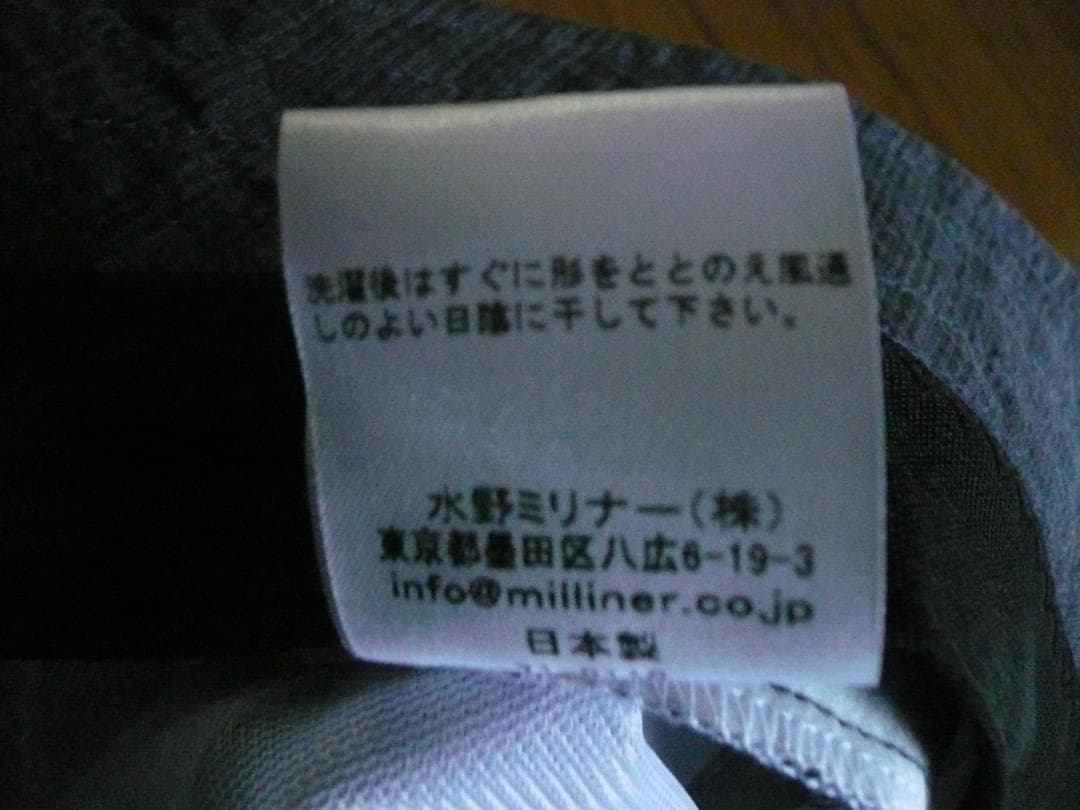 洗濯後はすぐに形をととのえ風通
しのよい日陰に干して下さい。
水野ミリナー(株)
東京都墨田区八広6-19-3
info@milliner.co.jp
日本製